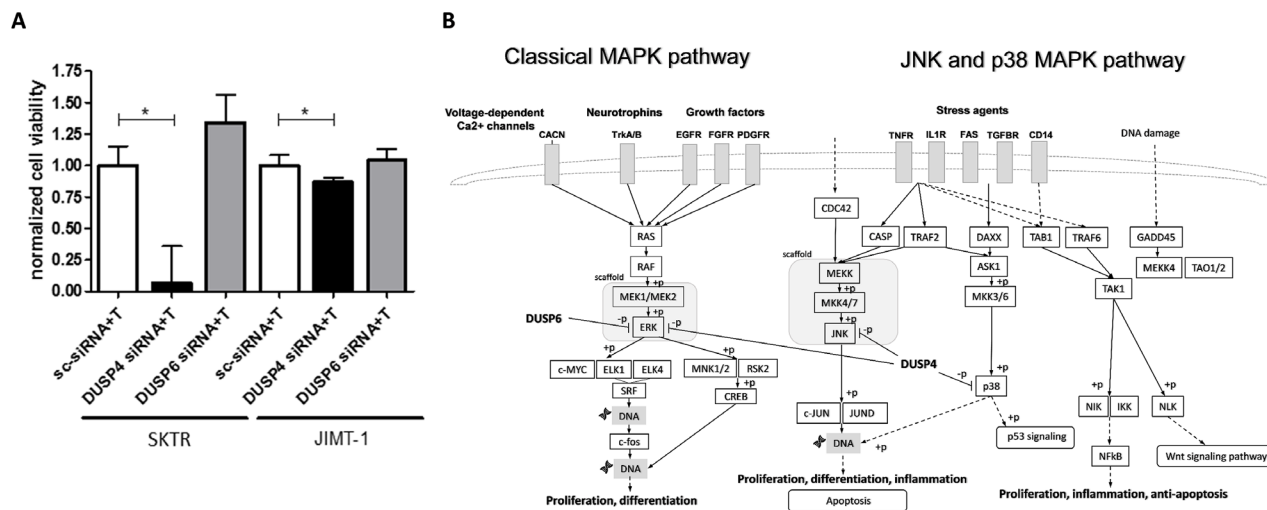 A
normalized cell viability
1.75
1.50
1.25
1.00
0.75
0.50
0.25
0.00
*
*
sc-siRNA+T
DUSP4 siRNA+T
DUSP6 siRNA+T
sc-siRNA+T
DUSP4 siRNA+T
DUSP6 siRNA+T
SKTR
JIMT-1
B
Classical MAPK pathway
JNK and p38 MAPK pathway
Voltage-dependent
Ca2+ channels
Neurotrophins
Growth factors
Stress agents
DNA damage
CACN
TrkA/B
EGFR
FGFR
PDGFR
TNFR
IL1R
FAS
TGFBR
CD14
RAS
RAF
scaffold
+p
MEK1/MEK2
+p
DUSP6
-p
ERK
-p
+p
+p
c-MYC
ELK1
ELK4
MNK1/2
RSK2
SRF
+p
CREB
DNA
c-fos
DNA
Proliferation, differentiation
CDC42
CASP
TRAF2
DAXX
TAB1
TRAF6
GADD45
scaffold
MEKK
+p
MKK4/7
+p
JNK
-p
ASK1
+p
MKK3/6
MEKK4
TAO1/2
TAK1
DUSP4
-p
+p
p38
+p
c-JUN
JUND
DNA
+p
+p
p53 signaling
Proliferation, differentiation, inflammation
Apoptosis
+p
+p
NIK
IKK
NLK
NFkB
Wnt signaling pathway
Proliferation, inflammation, anti-apoptosis